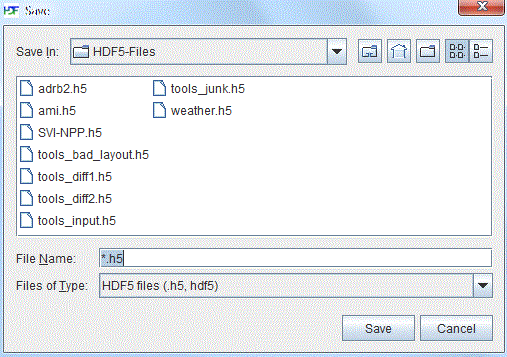 HDF Save
Save In: HDF5-Files
adrb2.h5 tools_junk.h5
ami.h5 weather.h5
SVI-NPP.h5
tools_bad_layout.h5
tools_diff1.h5
tools_diff2.h5
tools_input.h5
File Name: *.h5
Files of Type: HDF5 files (.h5, hdf5)
Save Cancel